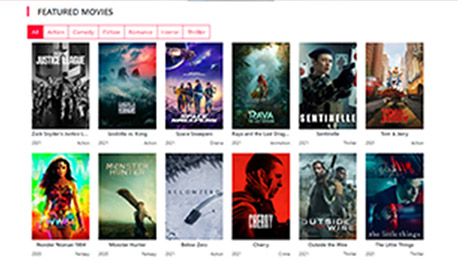 FEATURED MOVIES
All Action Comedy Fiction Romance Horror Thriller
JUSTICE LEAGUE
SPACE SWEEPERS
RAYA
SENTINELLE
Zack Snyder's Justice L...
Godzilla vs. Kong
Space Sweepers
Raya and the Last Drag...
Sentinelle
Tom & Jerry
2021 Action
2021 Action
2021 Drama
2021 Animation
2021 Thriller
2021 Action
MONSTER HUNTER
BELOW ZERO
CHERRY
OUTSIDE THE WIRE
the little things
Wonder Woman 1984
Monster Hunter
Below Zero
Cherry
Outside the Wire
The Little Things
2020 Fantasy
2020 Fantasy
2021 Action
2021 Crime
2021 Thriller
2021 Thriller